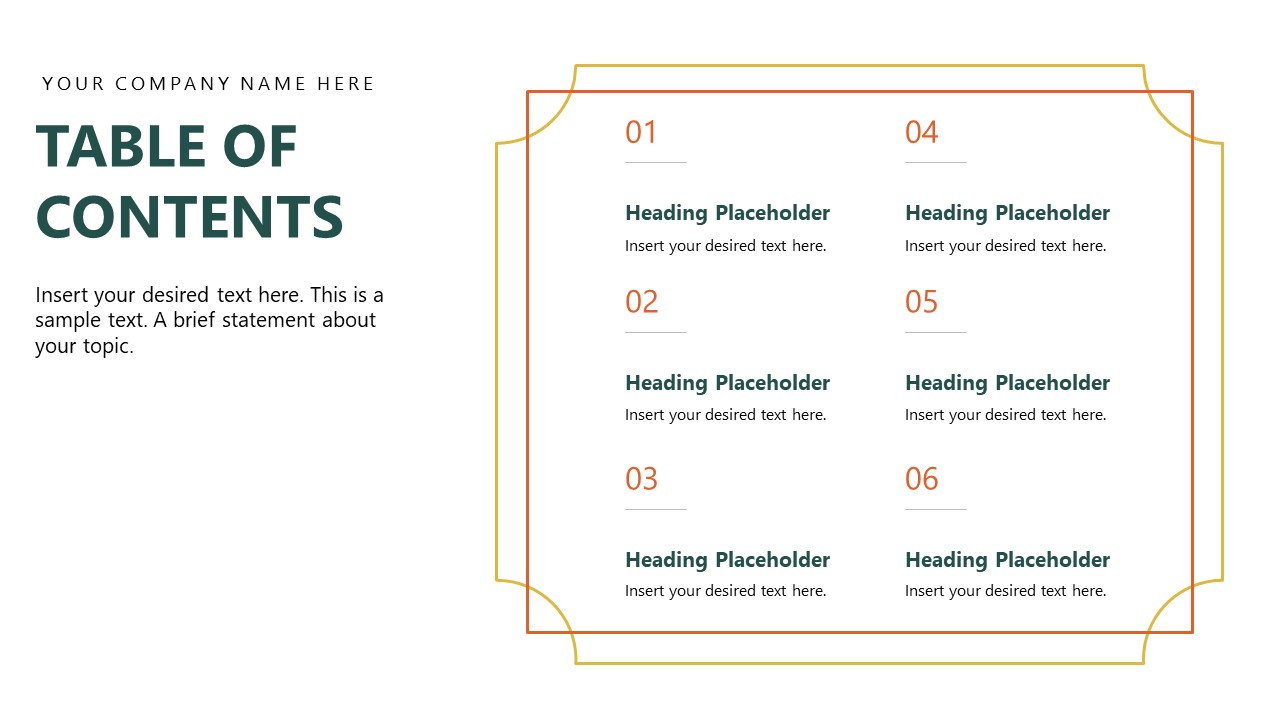 YOUR COMPANY NAME HERE
TABLE OF
CONTENTS
Insert your desired text here. This is a
sample text. A brief statement about
your topic.
01
Heading Placeholder
Insert your desired text here.
02
Heading Placeholder
Insert your desired text here.
03
Heading Placeholder
Insert your desired text here.
04
Heading Placeholder
Insert your desired text here.
05
Heading Placeholder
Insert your desired text here.
06
Heading Placeholder
Insert your desired text here.